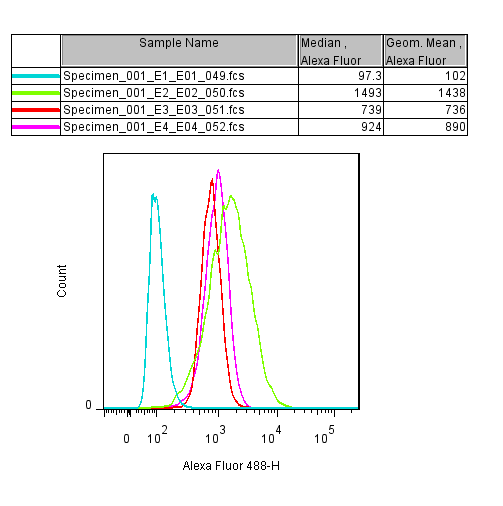 Sample Name Median , Geom. Mean ,
Alexa Fluor Alexa Fluor
Specimen_001_E1_E01_049.fcs 97.3 102
Specimen_001_E2_E02_050.fcs 1493 1438
Specimen_001_E3_E03_051.fcs 739 736
Specimen_001_E4_E04_052.fcs 924 890
Count
0
0 10^2 10^3 10^4 10^5
Alexa Fluor 488-H